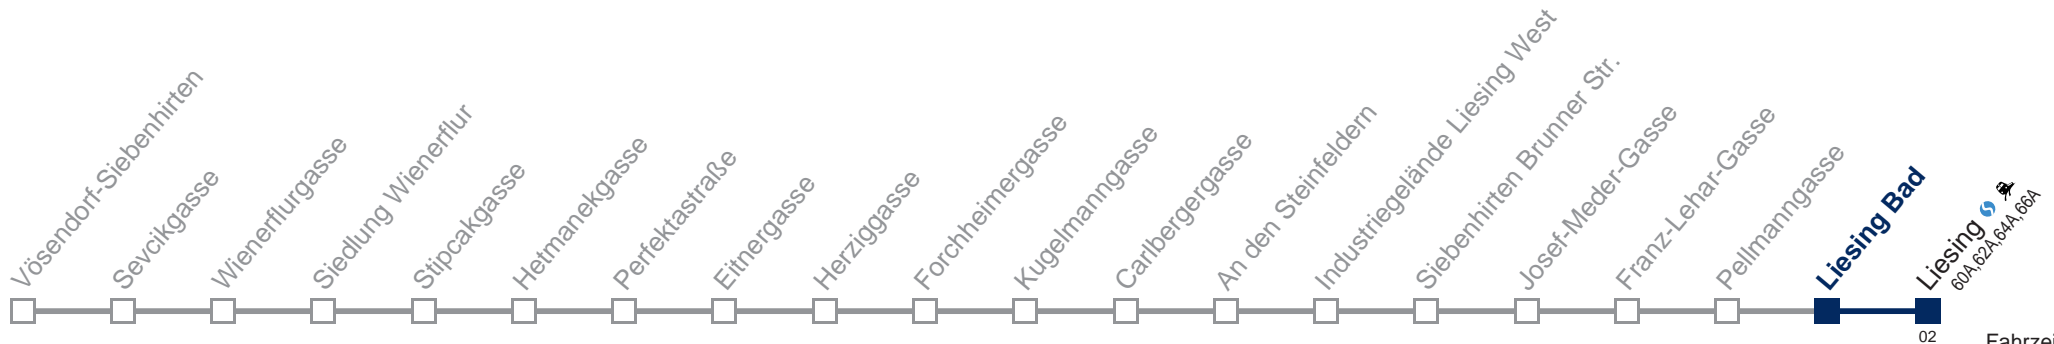 Vösendorf-Siebenhirten
Sevcikgasse
Wienerflurgasse
Siedlung Wienerflur
Stipcakgasse
Hetmanekgasse
Perfektastraße
Eitnergasse
Herziggasse
Forchheimergasse
Kugelmanngasse
Carlbergergasse
An den Steinfeldern
Industriegelände Liesing West
Siebenhirten Brunner Str.
Josef-Meder-Gasse
Franz-Lehar-Gasse
Pellmanngasse
Liesing Bad
Liesing
60A,62A,64A,66A
02